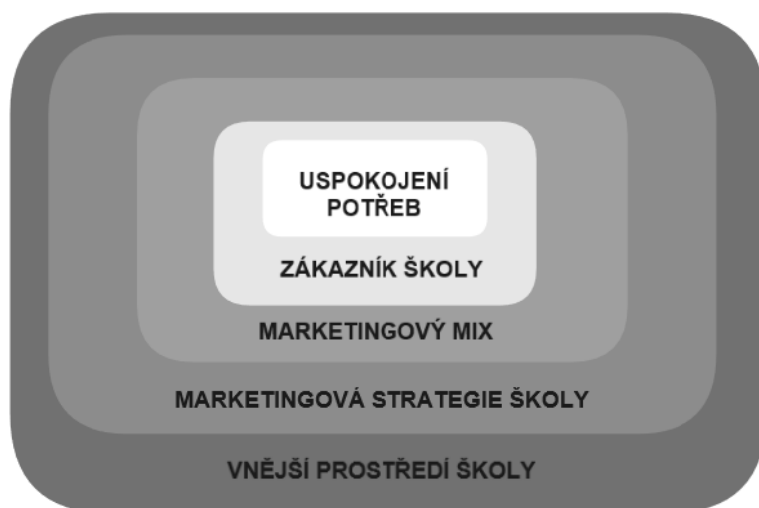 USPOKOJENÍ
POTŘEB
ZÁKAZNÍK ŠKOLY
MARKETINGOVÝ MIX
MARKETINGOVÁ STRATEGIE ŠKOLY
VNĚJŠÍ PROSTŘEDÍ ŠKOLY